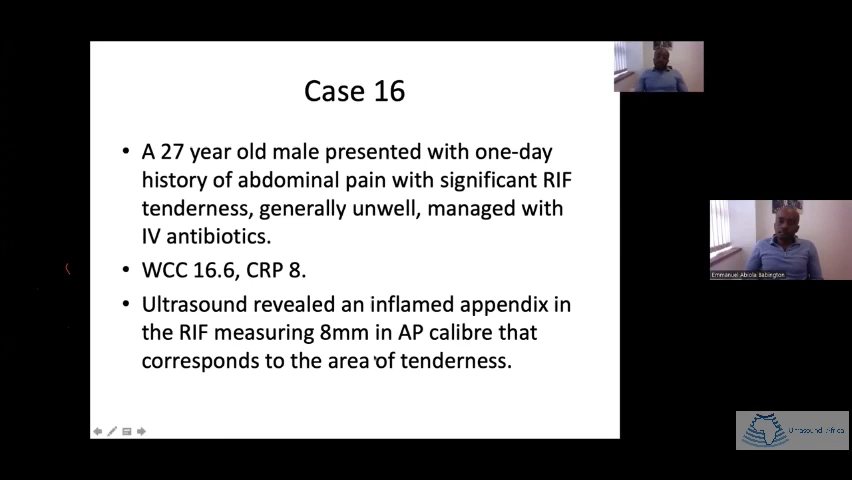 Case 16
• A 27 year old male presented with one-day
history of abdominal pain with significant RIF
tenderness, generally unwell, managed with
IV antibiotics.
• WCC 16.6, CRP 8.
• Ultrasound revealed an inflamed appendix in
the RIF measuring 8mm in AP calibre that
corresponds to the area of tenderness.
Emmanuel Abiola Babington
Ultrasound Africa